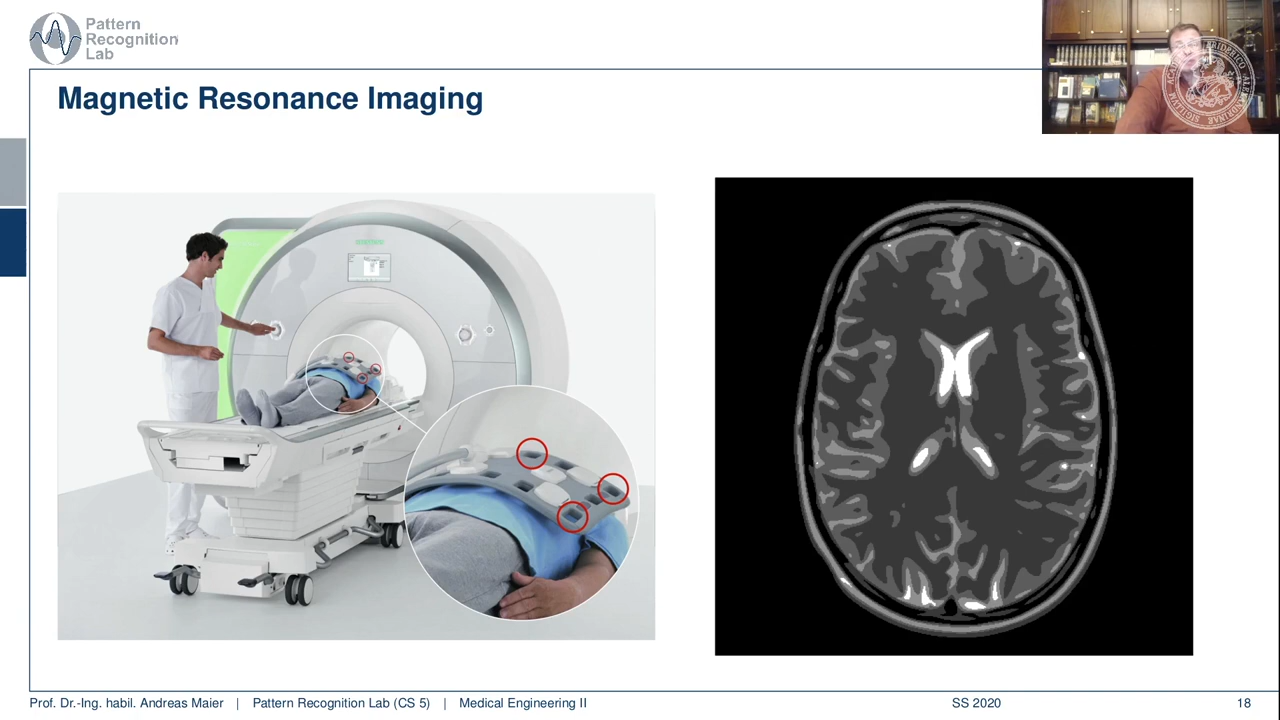 Pattern
Recognition
Lab
Magnetic Resonance Imaging
Prof. Dr.-Ing. habil. Andreas Maier | Pattern Recognition Lab (CS 5) | Medical Engineering II
SS 2020
18